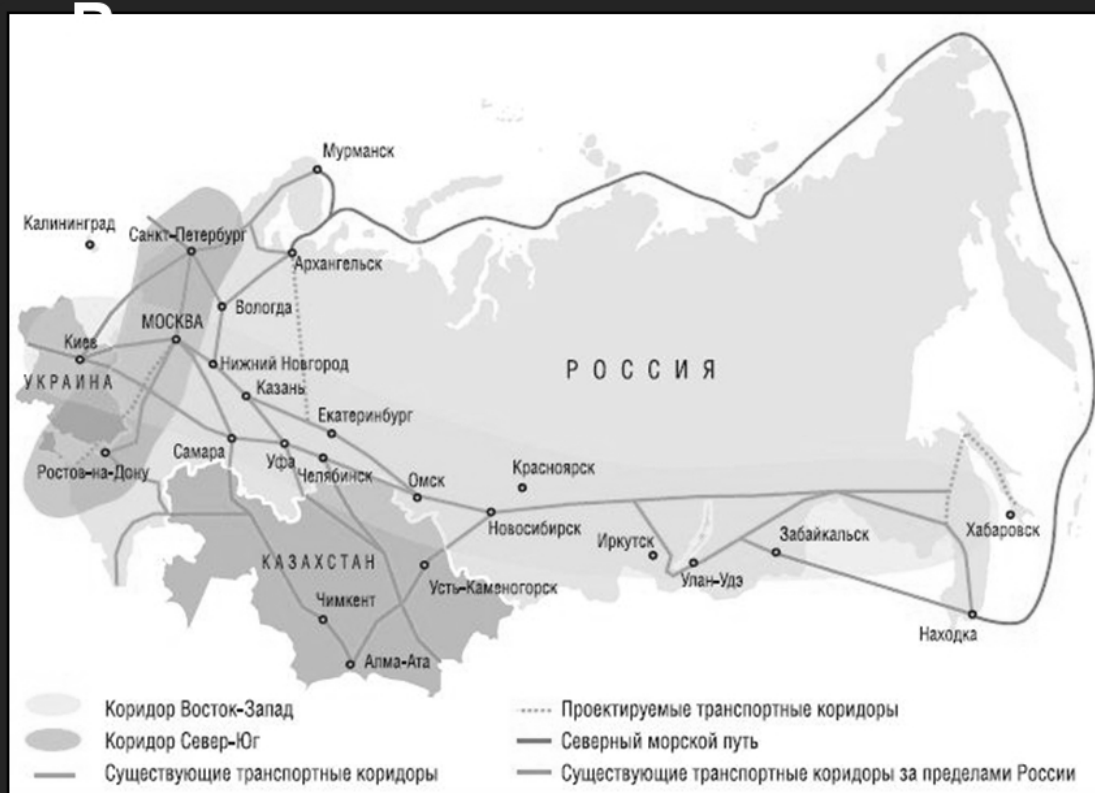 Мурманск
Калининград
Санкт-Петербург
Архангельск
Вологда
МОСКВА
Киев
Нижний Новгород
РОССИЯ
УКРАИНА
Казань
Екатеринбург
Самара
Ростов-на-Дону
Уфа
Челябинск
Омск
Красноярск
Новосибирск
Хабаровск
Забайкальск
Иркутск
Улан-Удэ
КАЗАХСТАН
Усть-Каменогорск
Чимкент
Находка
Алма-Ата
Коридор Восток-Запад
Коридор Север-Юг
Существующие транспортные коридоры
Проектируемые транспортные коридоры
Северный морской путь
Существующие транспортные коридоры за пределами России